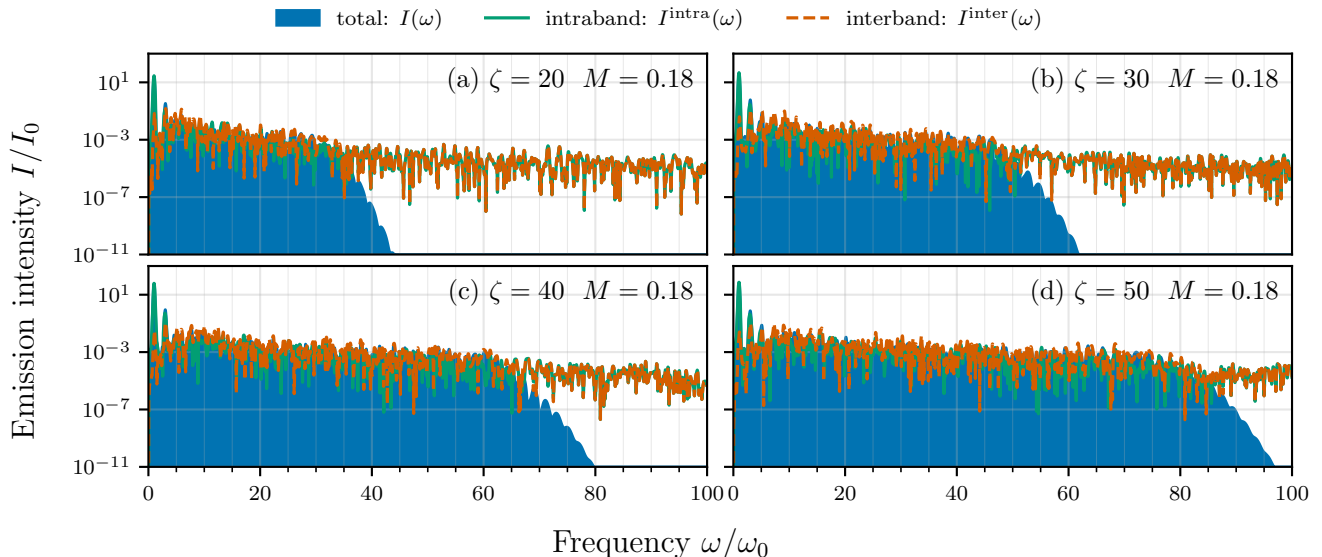 total: I(ω) intraband: I^intra(ω) interband: I^inter(ω)
(a) ζ = 20 M = 0.18
(b) ζ = 30 M = 0.18
10^1
10^−3
10^−7
10^−11
(c) ζ = 40 M = 0.18
(d) ζ = 50 M = 0.18
10^1
10^−3
10^−7
10^−11
0 20 40 60 80 100
0 20 40 60 80 100
Emission intensity I/I_0
Frequency ω/ω_0